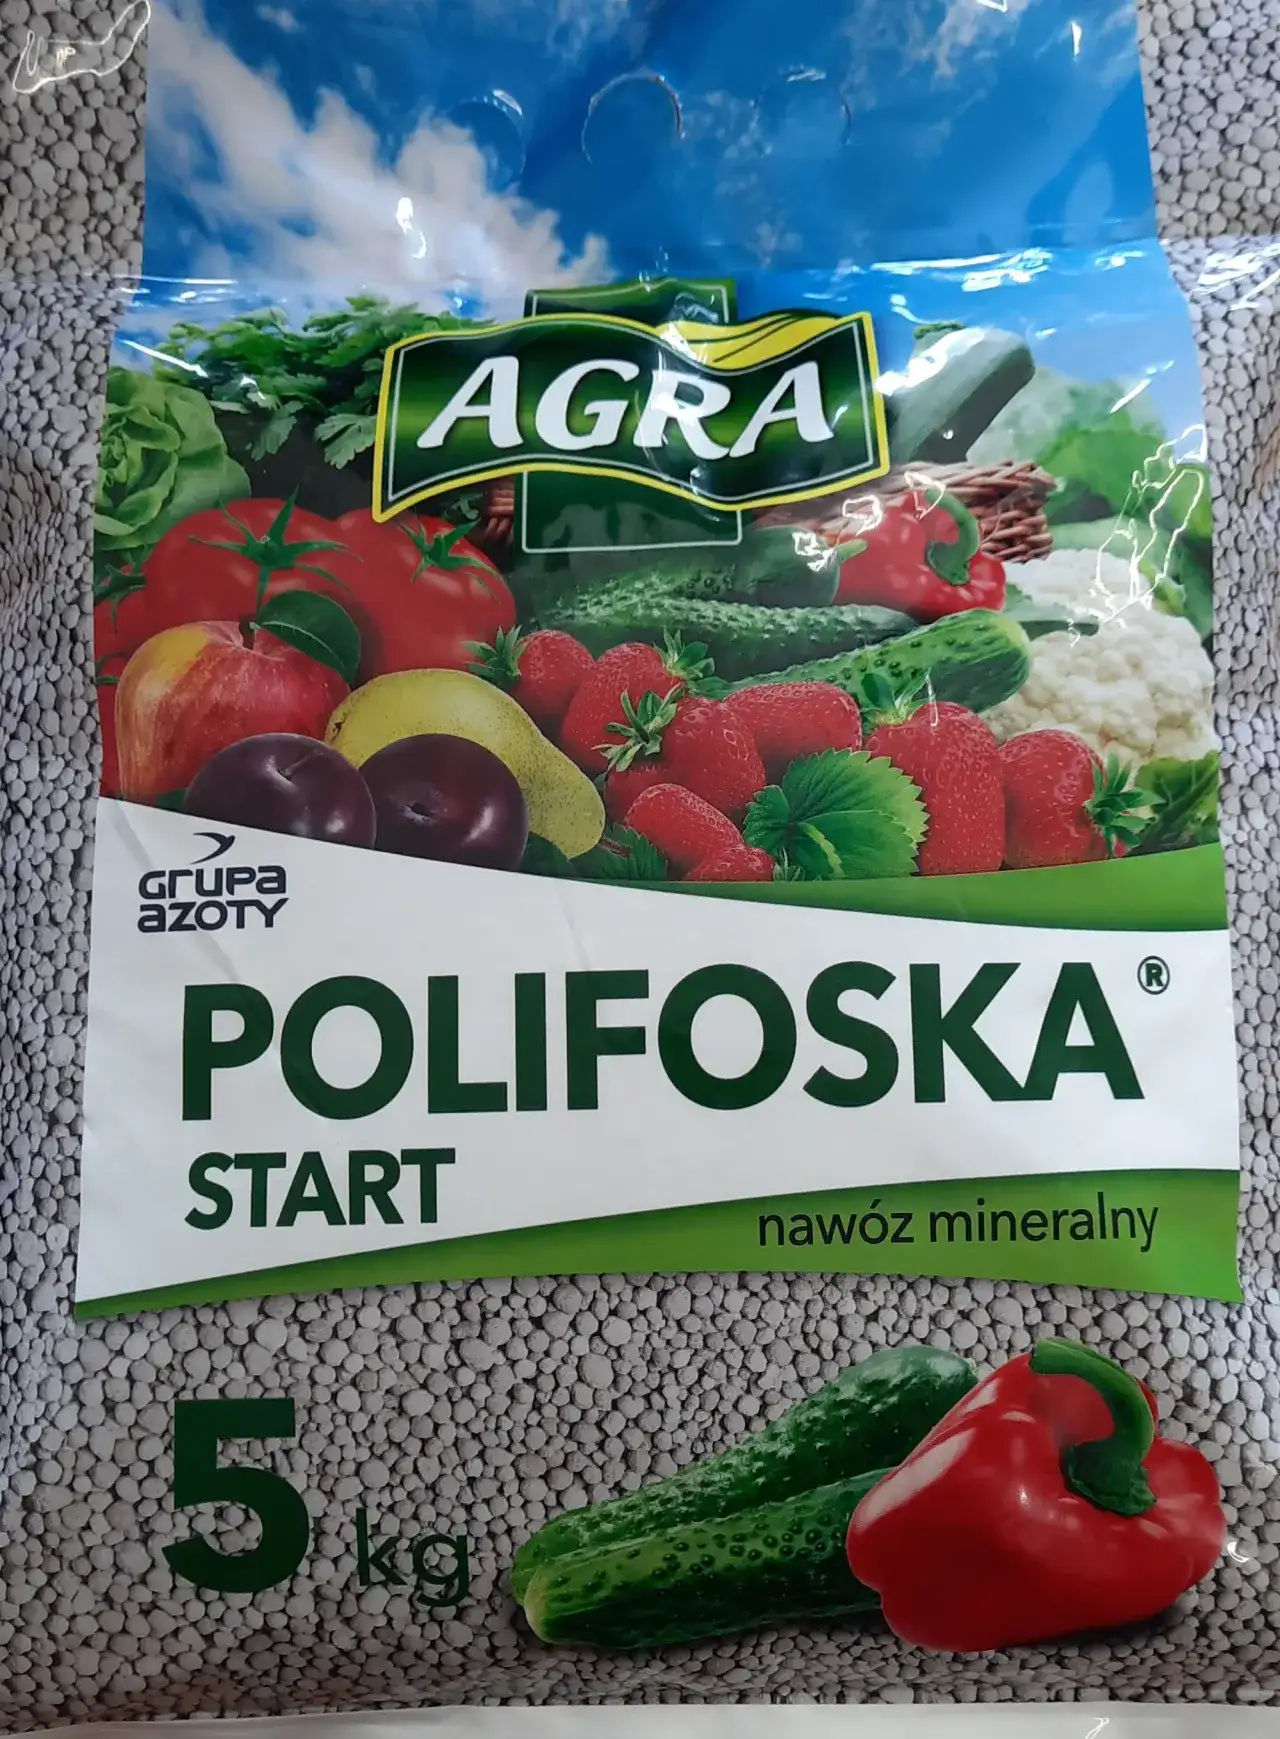 AGRA
GRUPA
AZOTY
POLIFOSKA®
START
nawóz mineralny
5 kg